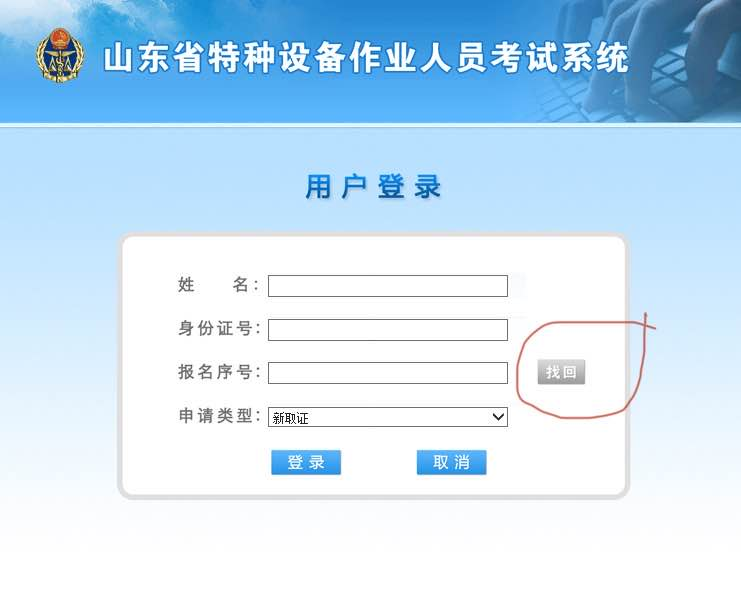 山东省特种设备作业人员考试系统
用户登录
姓 名：
身份证号：
报名序号： 找回
申请类型： 新取证
登录 取消